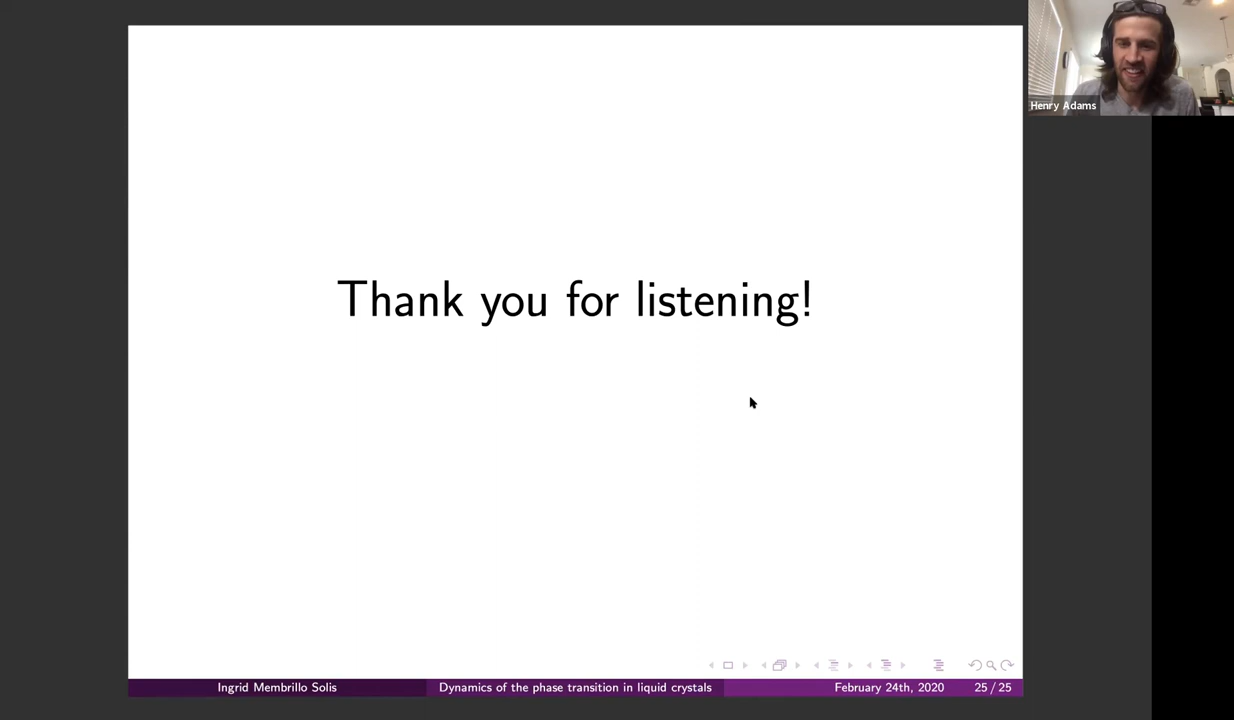 Henry Adams
Thank you for listening!
Ingrid Membrillo Solis
Dynamics of the phase transition in liquid crystals
February 24th, 2020
25 / 25